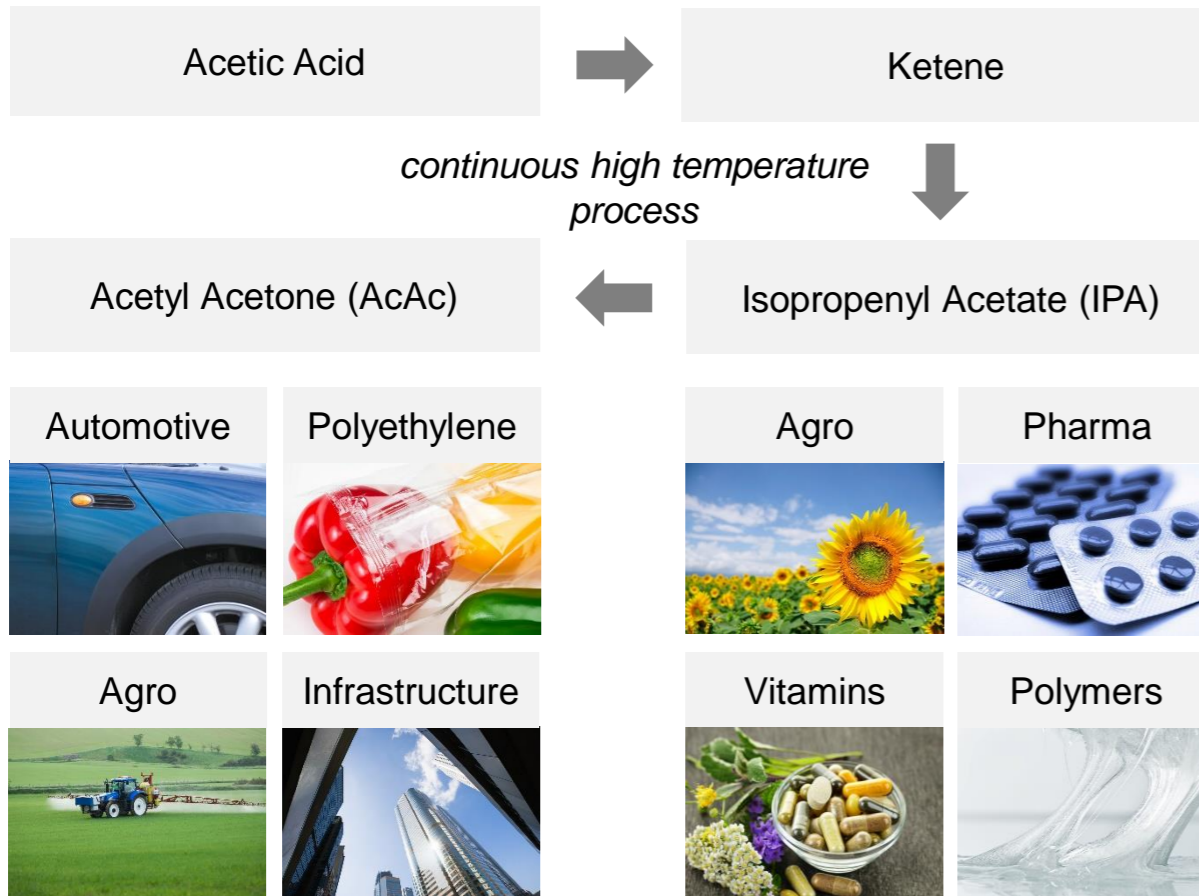 Acetic Acid
Ketene
continuous high temperature
process
Acetyl Acetone (AcAc)
Isopropenyl Acetate (IPA)
Automotive
Polyethylene
Agro
Pharma
Agro
Infrastructure
Vitamins
Polymers